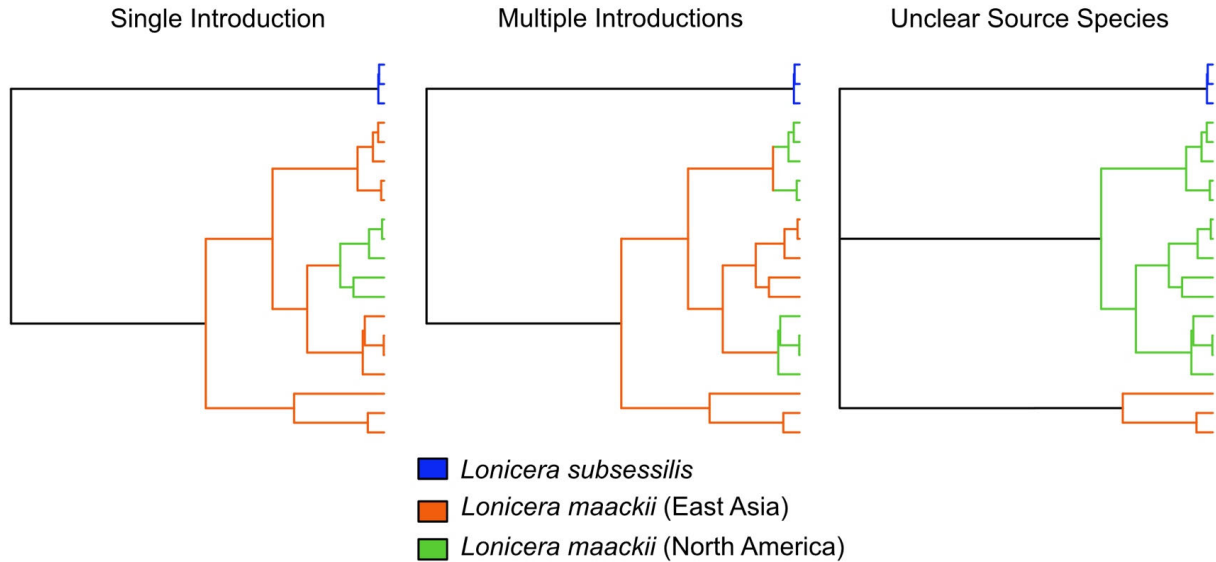 Single Introduction
Multiple Introductions
Unclear Source Species
Lonicera subsessilis
Lonicera maackii (East Asia)
Lonicera maackii (North America)